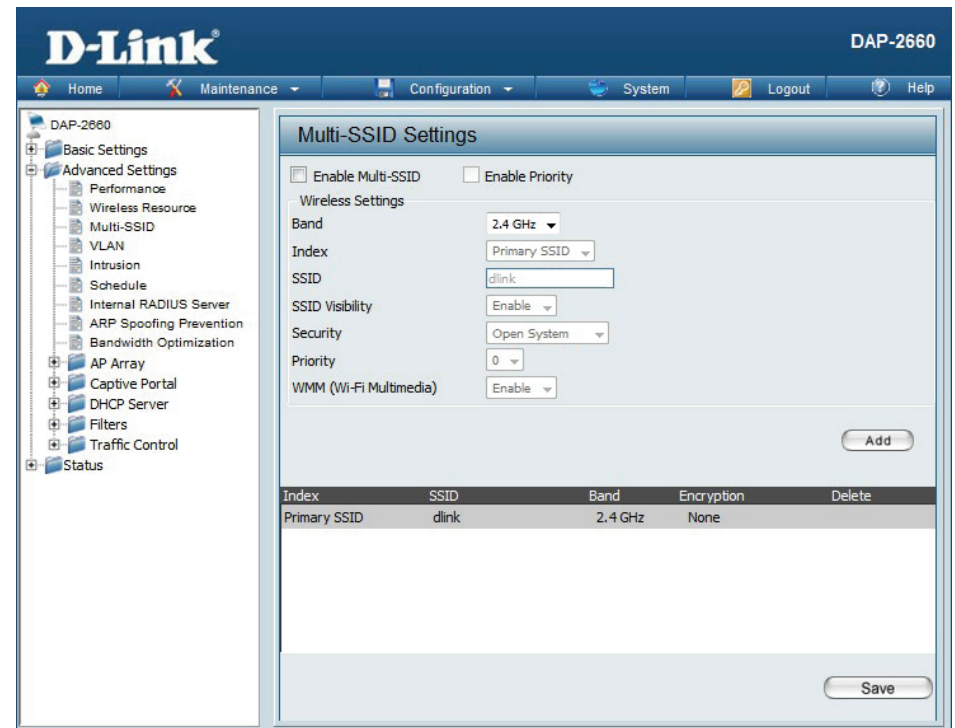 D-Link
DAP-2660
Home Maintenance Configuration System Logout Help
DAP-2660
Basic Settings
Advanced Settings
Performance
Wireless Resource
Multi-SSID
VLAN
Intrusion
Schedule
Internal RADIUS Server
ARP Spoofing Prevention
Bandwidth Optimization
AP Array
Captive Portal
DHCP Server
Filters
Traffic Control
Status
Multi-SSID Settings
Enable Multi-SSID Enable Priority
Wireless Settings
Band 2.4 GHz
Index Primary SSID
SSID dlink
SSID Visibility Enable
Security Open System
Priority 0
WMM (Wi-Fi Multimedia) Enable
Add
Index SSID Band Encryption Delete
Primary SSID dlink 2.4 GHz None
Save